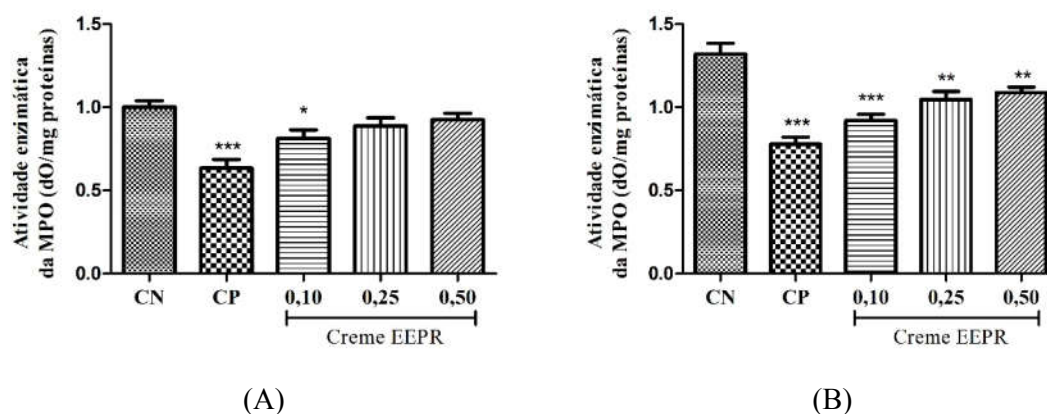 Atividade enzimática
da MPO (dO/mg proteínas)
1.5
1.0
0.5
0.0
***
*
CN
CP
0,10
0,25
0,50
Creme EEPR
(A)
Atividade enzimática
da MPO (dO/mg proteínas)
1.5
1.0
0.5
0.0
***
***
**
**
CN
CP
0,10
0,25
0,50
Creme EEPR
(B)